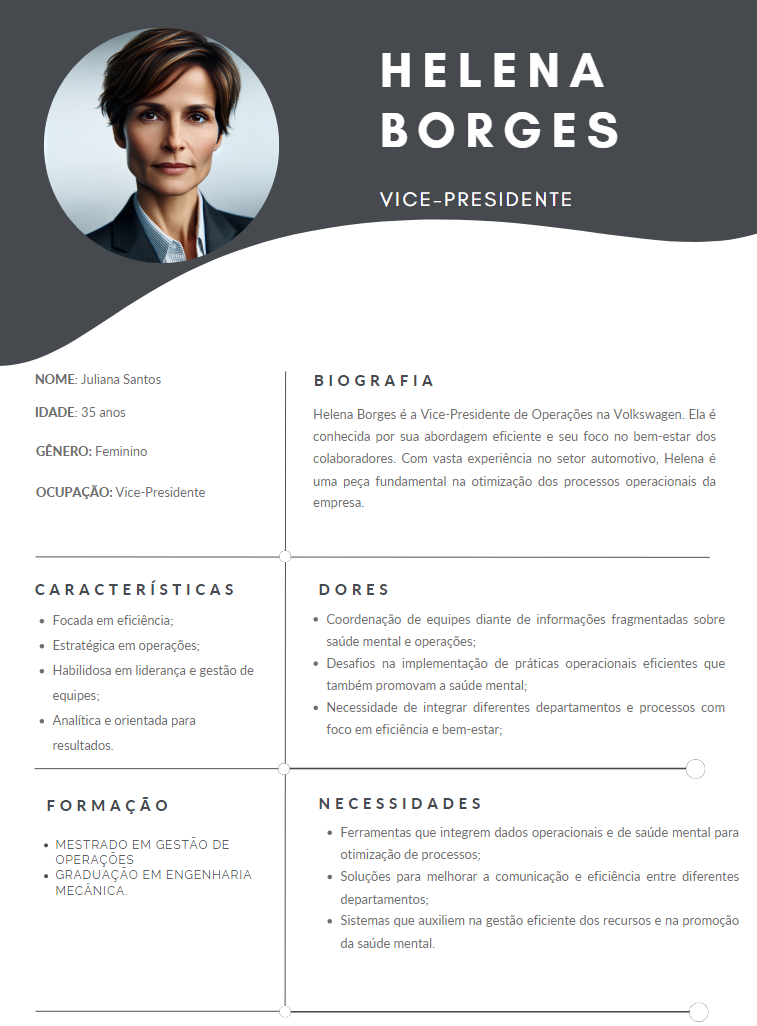 HELENA
BORGES
VICE-PRESIDENTE
NOME: Juliana Santos
IDADE: 35 anos
GÊNERO: Feminino
OCUPAÇÃO: Vice-Presidente
BIOGRAFIA
Helena Borges é a Vice-Presidente de Operações na Volkswagen. Ela é
conhecida por sua abordagem eficiente e seu foco no bem-estar dos
colaboradores. Com vasta experiência no setor automotivo, Helena é
uma peça fundamental na otimização dos processos operacionais da
empresa.
CARACTERÍSTICAS
• Focada em eficiência;
• Estratégica em operações;
• Habilidosa em liderança e gestão de
equipes;
• Analítica e orientada para
resultados.
DORES
• Coordenação de equipes diante de informações fragmentadas sobre
saúde mental e operações;
• Desafios na implementação de práticas operacionais eficientes que
também promovam a saúde mental;
• Necessidade de integrar diferentes departamentos e processos com
foco em eficiência e bem-estar;
FORMAÇÃO
• MESTRADO EM GESTÃO DE
OPERAÇÕES
• GRADUAÇÃO EM ENGENHARIA
MECÂNICA.
NECESSIDADES
• Ferramentas que integrem dados operacionais e de saúde mental para
otimização de processos;
• Soluções para melhorar a comunicação e eficiência entre diferentes
departamentos;
• Sistemas que auxiliem na gestão eficiente dos recursos e na promoção
da saúde mental.